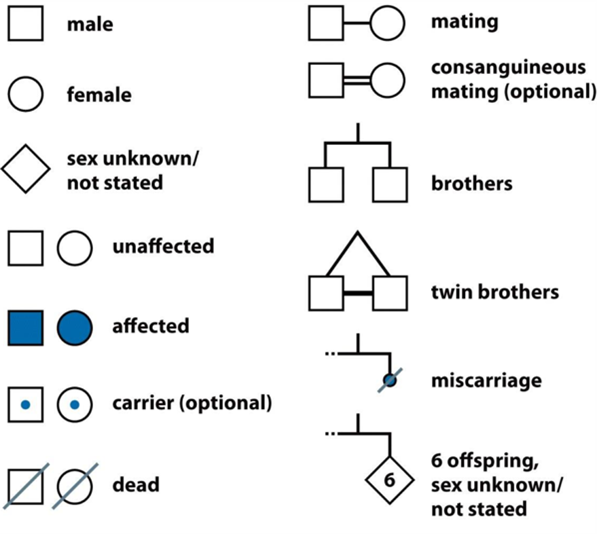 male
female
sex unknown/
not stated
unaffected
affected
carrier (optional)
dead
mating
consanguineous
mating (optional)
brothers
twin brothers
miscarriage
6
6 offspring,
sex unknown/
not stated